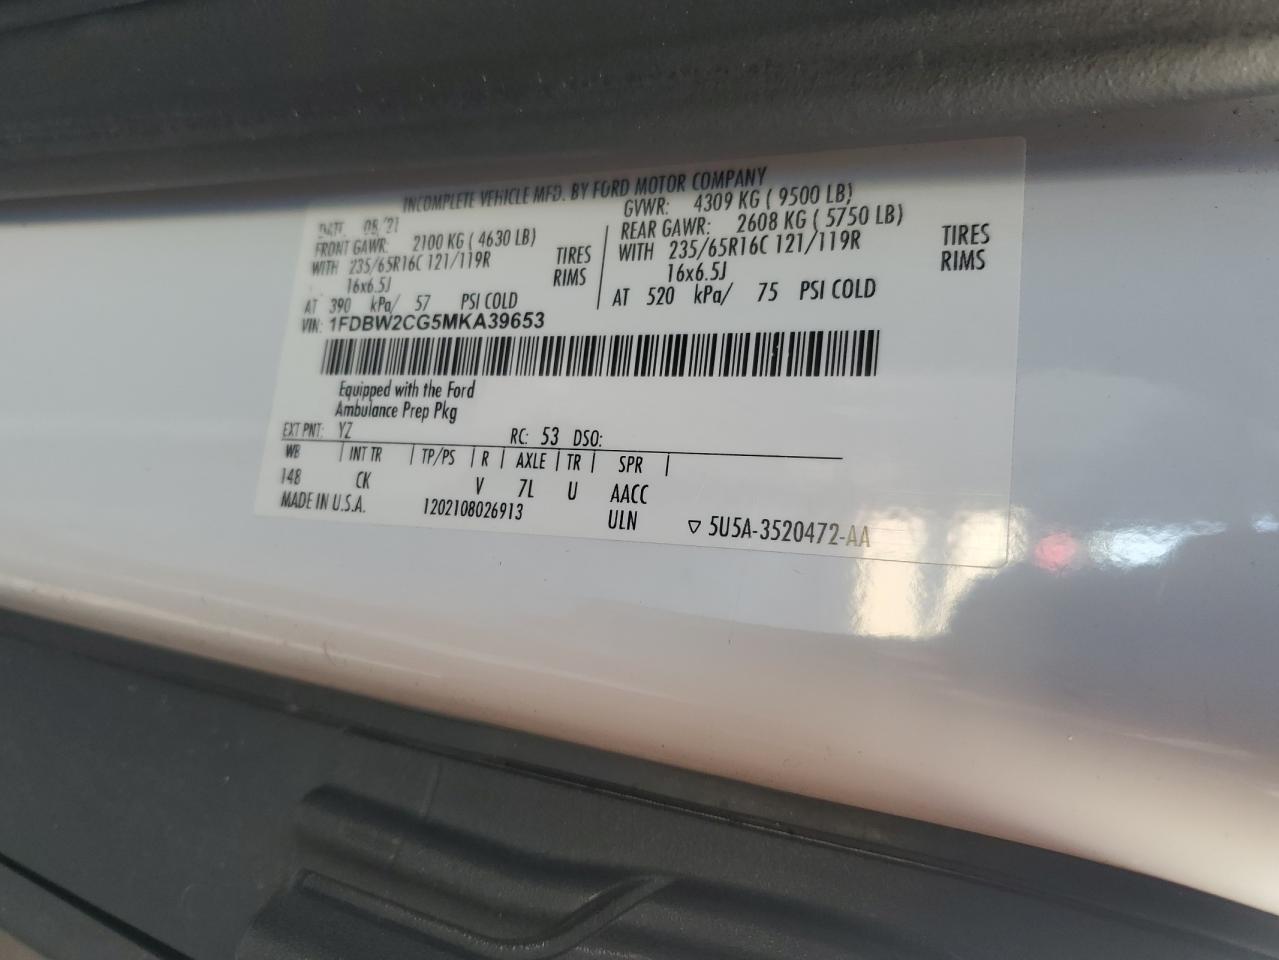 INCOMPLETE VEHICLE MFD. BY FORD MOTOR COMPANY
DATE 08/21
GVWR: 4309 KG ( 9500 LB)
FRONT GAWR: 2100 KG ( 4630 LB)
REAR GAWR: 2608 KG ( 5750 LB)
WITH 235/65R16C 121/119R TIRES
WITH 235/65R16C 121/119R TIRES
16x6.5J RIMS
16x6.5J RIMS
AT 390 kPa/ 57 PSI COLD
AT 520 kPa/ 75 PSI COLD
VIN: 1FDBW2CG5MKA39653
Equipped with the Ford
Ambulance Prep Pkg
EXT PNT: YZ RC: 53 DSO:
WB INT TR TP/PS R AXLE TR SPR
148 CK V 7L U AACC
MADE IN U.S.A. 1202108026913 ULN
5U5A-3520472-AA